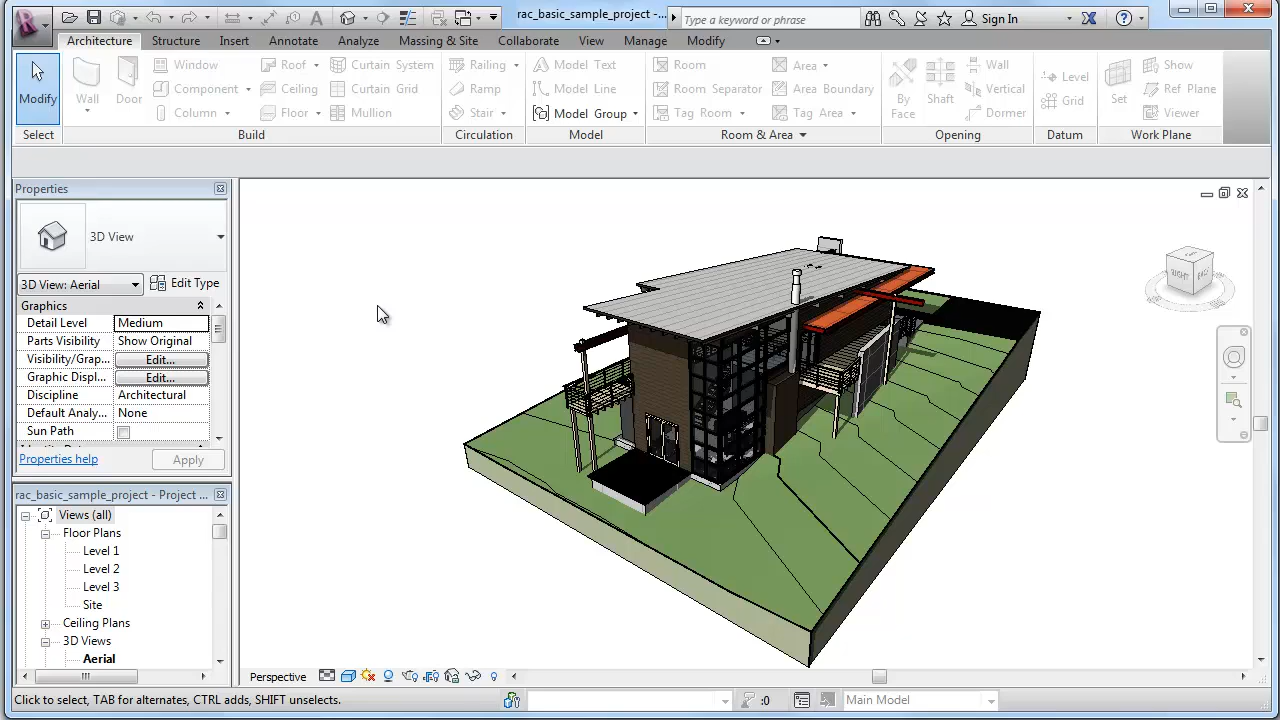 rac_basic_sample_project -...
Type a keyword or phrase
Sign In
Architecture Structure Insert Annotate Analyze Massing & Site Collaborate View Manage Modify
Modify
Wall
Door
Window
Component
Column
Roof
Ceiling
Floor
Curtain System
Curtain Grid
Mullion
Railing
Ramp
Stair
Model Text
Model Line
Model Group
Room
Room Separator
Tag Room
Area
Area Boundary
Tag Area
By
Face
Shaft
Wall
Vertical
Dormer
Level
Grid
Set
Show
Ref Plane
Viewer
Select Build Circulation Model Room & Area Opening Datum Work Plane
Properties
3D View
3D View: Aerial Edit Type
Graphics
Detail Level Medium
Parts Visibility Show Original
Visibility/Grap... Edit...
Graphic Displ... Edit...
Discipline Architectural
Default Analy... None
Sun Path
Properties help Apply
rac_basic_sample_project - Project ...
Views (all)
Floor Plans
Level 1
Level 2
Level 3
Site
Ceiling Plans
3D Views
Aerial
RIGHT
Perspective
Click to select, TAB for alternates, CTRL adds, SHIFT unselects.
:0
Main Model